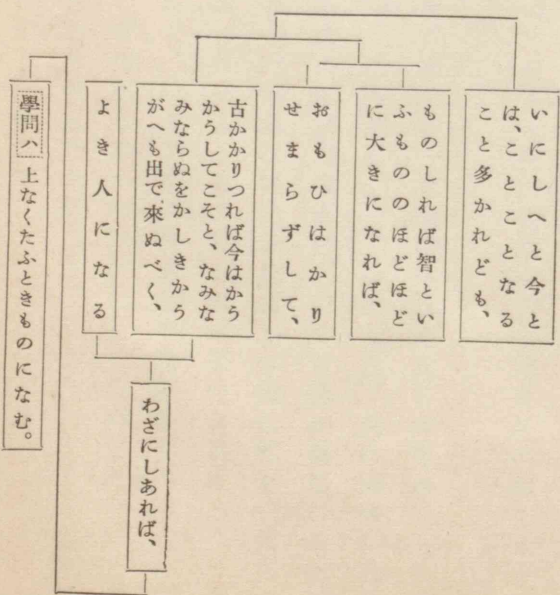 いにしへと今と
は、ことことなる
こと多かれども、
ものしれば智とい
ふもののほどほど
に大きになれば、
おもひはかり
せまらずして、
古かかりつれば今はから
かうしてこそと、なみな
みならぬをかしきかう
がへも出で來ぬべく、
よき人になる
わざにしあれば、
學問ハ上なくたふときものになむ。